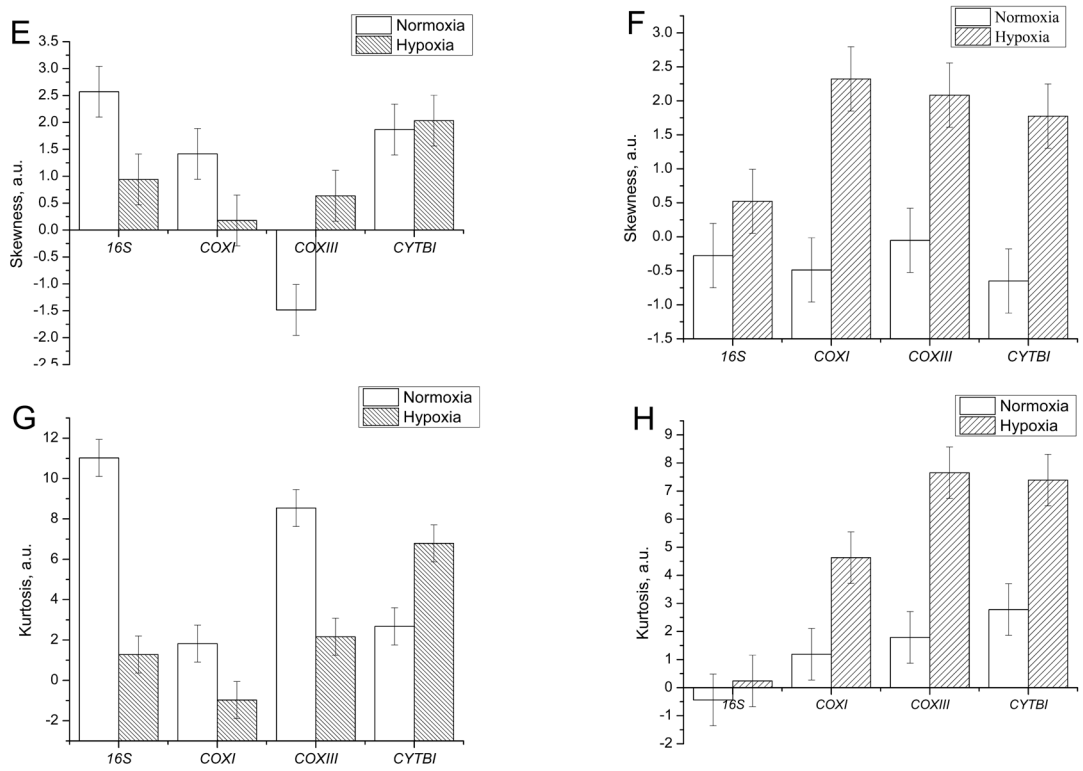 E
Normoxia
Hypoxia
Skewness, a.u.
3.5
3.0
2.5
2.0
1.5
1.0
0.5
0.0
-0.5
-1.0
-1.5
-2.0
-2.5
16S COXI COXIII CYTBI
F
Normoxia
Hypoxia
Skewness, a.u.
3.0
2.5
2.0
1.5
1.0
0.5
0.0
-0.5
-1.0
-1.5
16S COXI COXIII CYTBI
G
Normoxia
Hypoxia
Kurtosis, a.u.
12
10
8
6
4
2
0
-2
16S COXI COXIII CYTBI
H
Normoxia
Hypoxia
Kurtosis, a.u.
9
8
7
6
5
4
3
2
1
0
-1
-2
16S COXI COXIII CYTBI